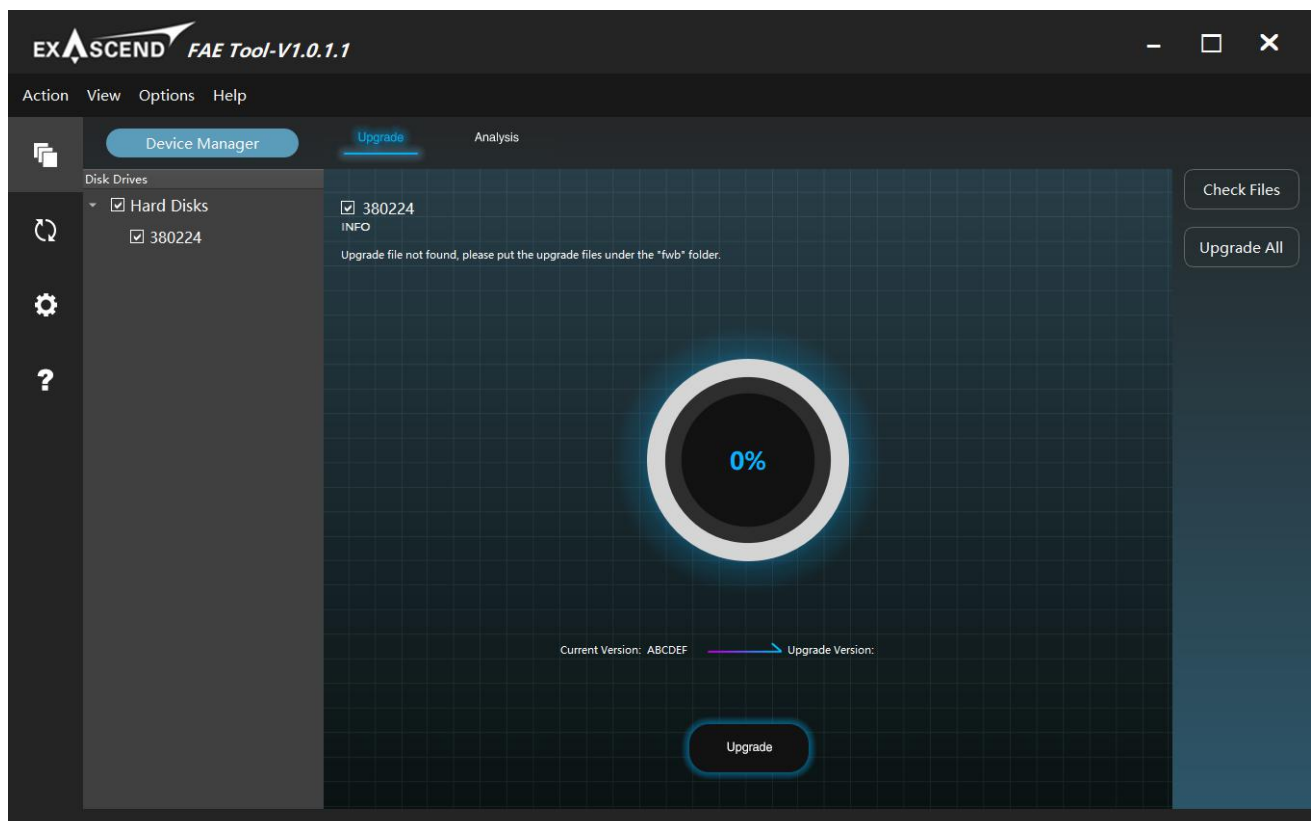 EXASCEND FAE Tool-V1.0.1.1
Action View Options Help
Device Manager
Upgrade Analysis
Disk Drives
Hard Disks
380224
380224
INFO
Upgrade file not found, please put the upgrade files under the "fwb" folder.
Check Files
Upgrade All
?
0%
Current Version: ABCDEF Upgrade Version:
Upgrade